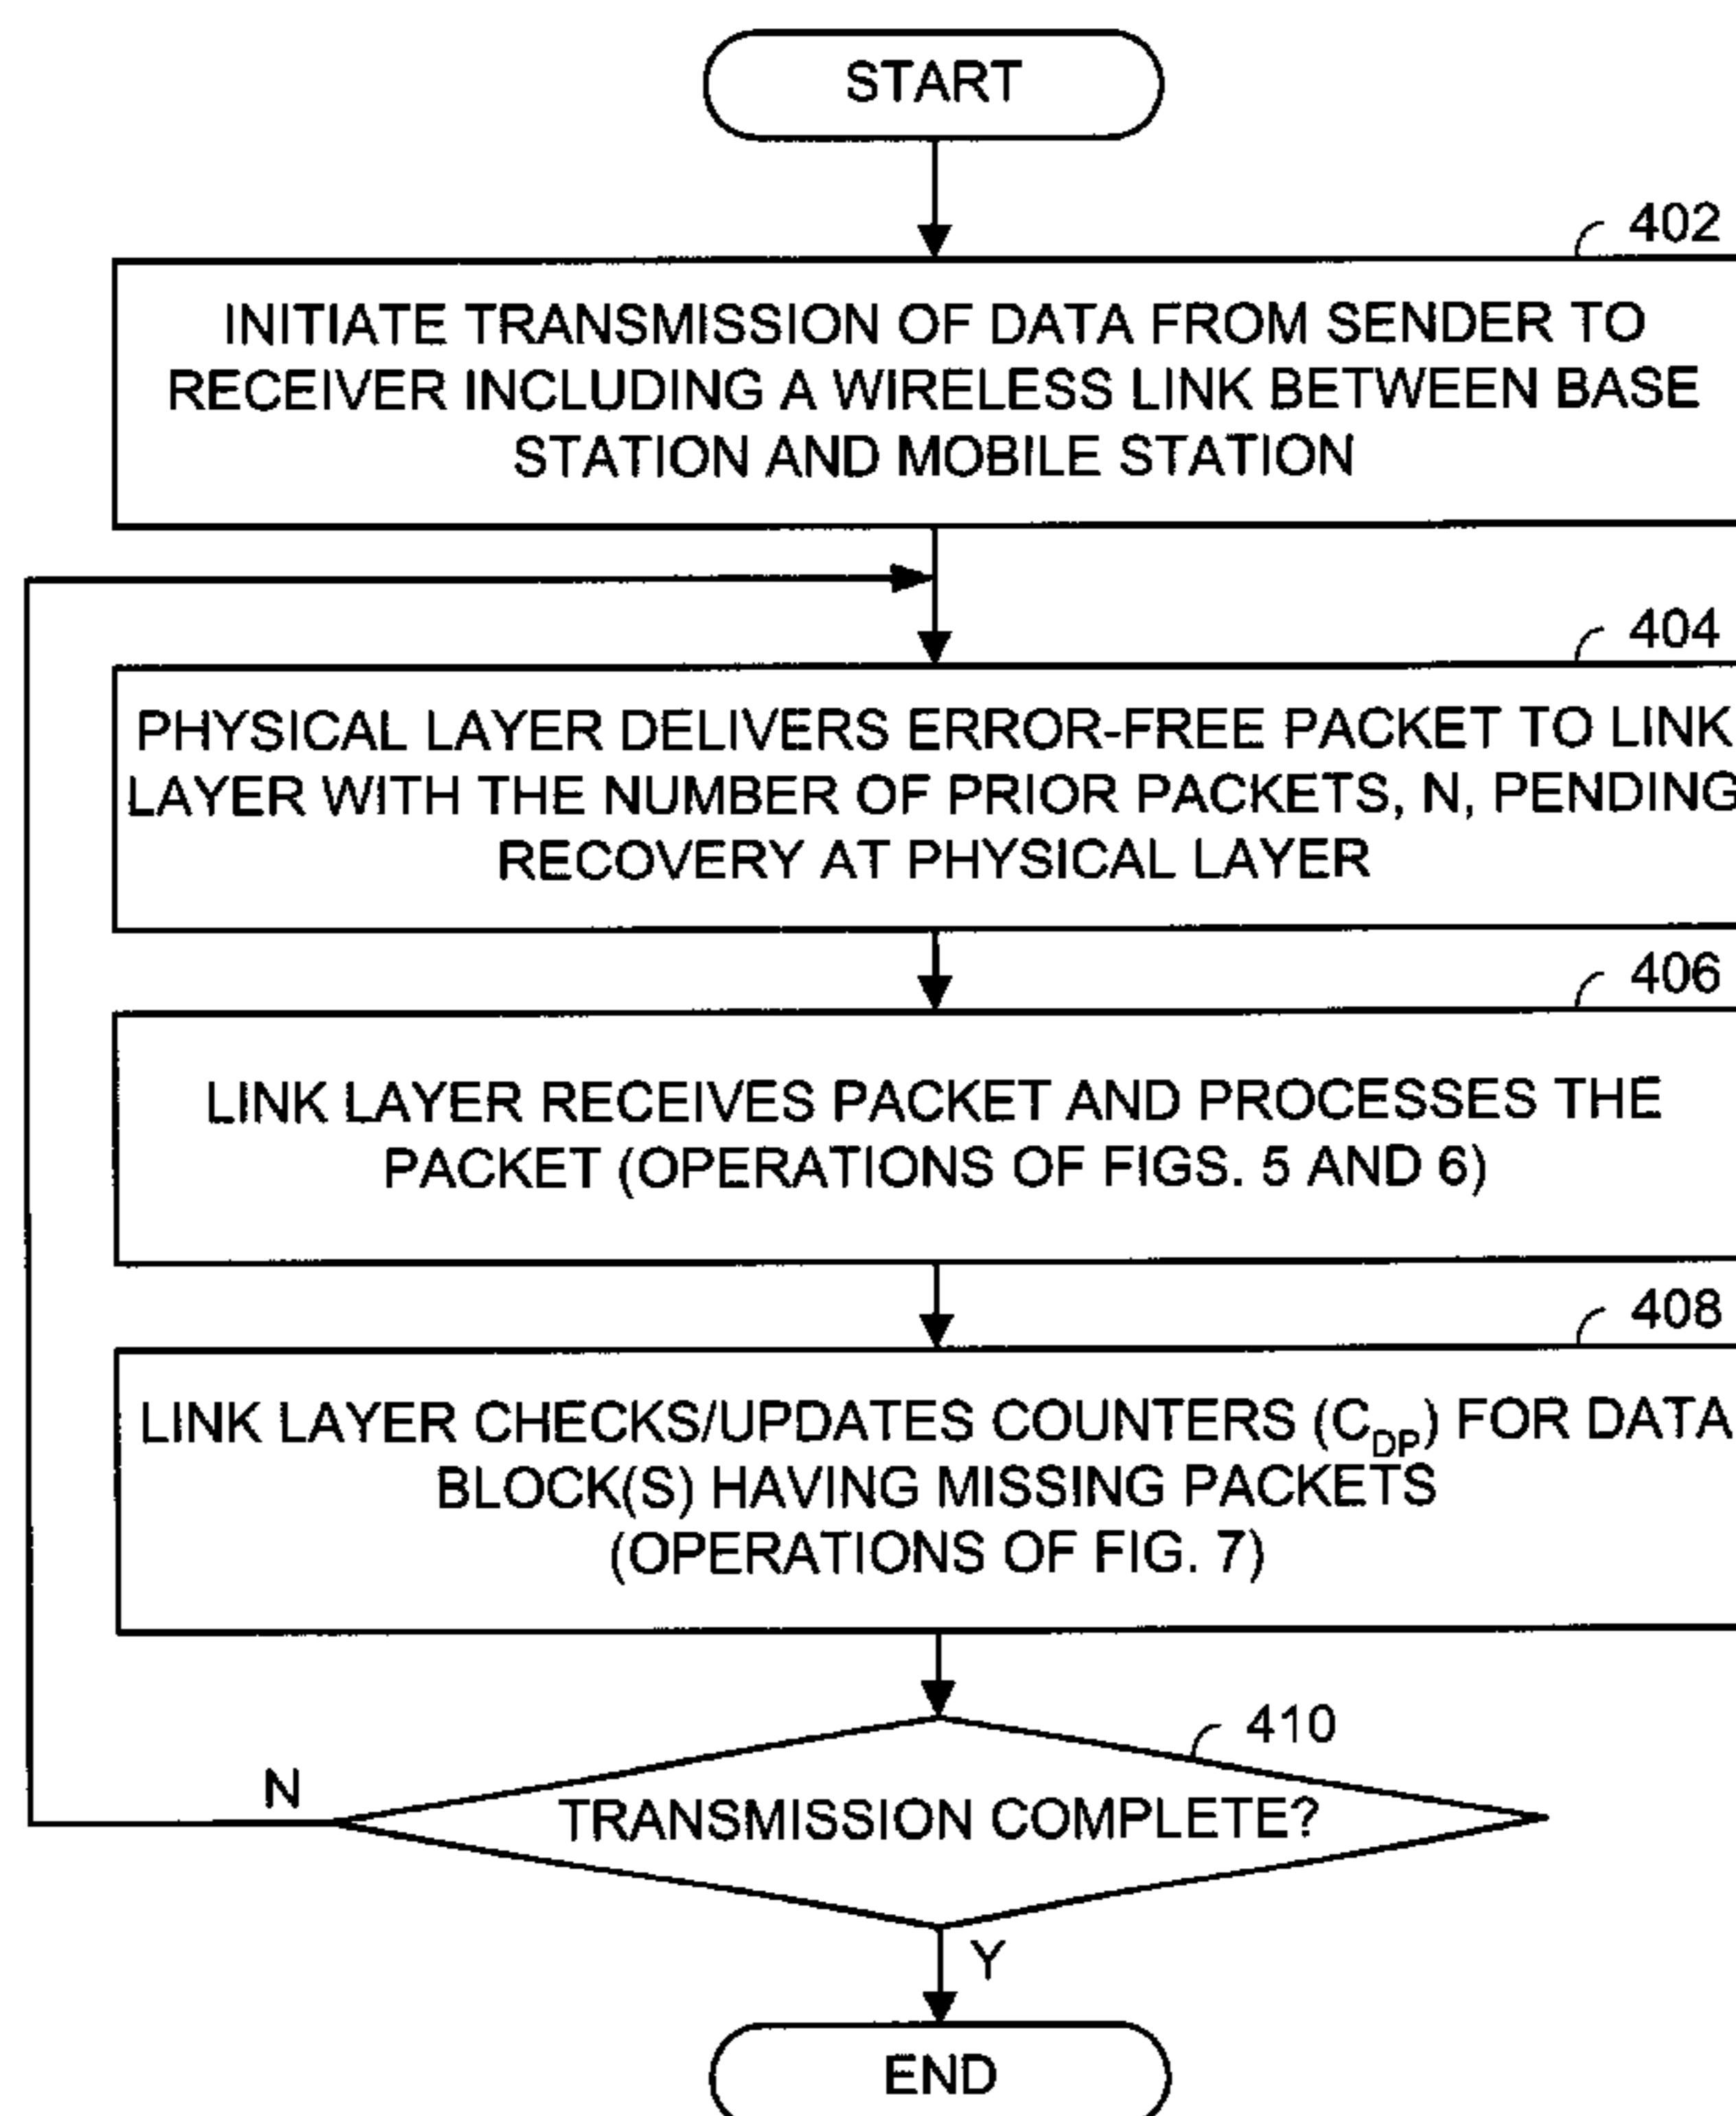 START
402
INITIATE TRANSMISSION OF DATA FROM SENDER TO
RECEIVER INCLUDING A WIRELESS LINK BETWEEN BASE
STATION AND MOBILE STATION
404
PHYSICAL LAYER DELIVERS ERROR-FREE PACKET TO LINK
LAYER WITH THE NUMBER OF PRIOR PACKETS, N, PENDING
RECOVERY AT PHYSICAL LAYER
406
LINK LAYER RECEIVES PACKET AND PROCESSES THE
PACKET (OPERATIONS OF FIGS. 5 AND 6)
408
LINK LAYER CHECKS/UPDATES COUNTERS (C_DP) FOR DATA
BLOCK(S) HAVING MISSING PACKETS
(OPERATIONS OF FIG. 7)
410
N
TRANSMISSION COMPLETE?
Y
END